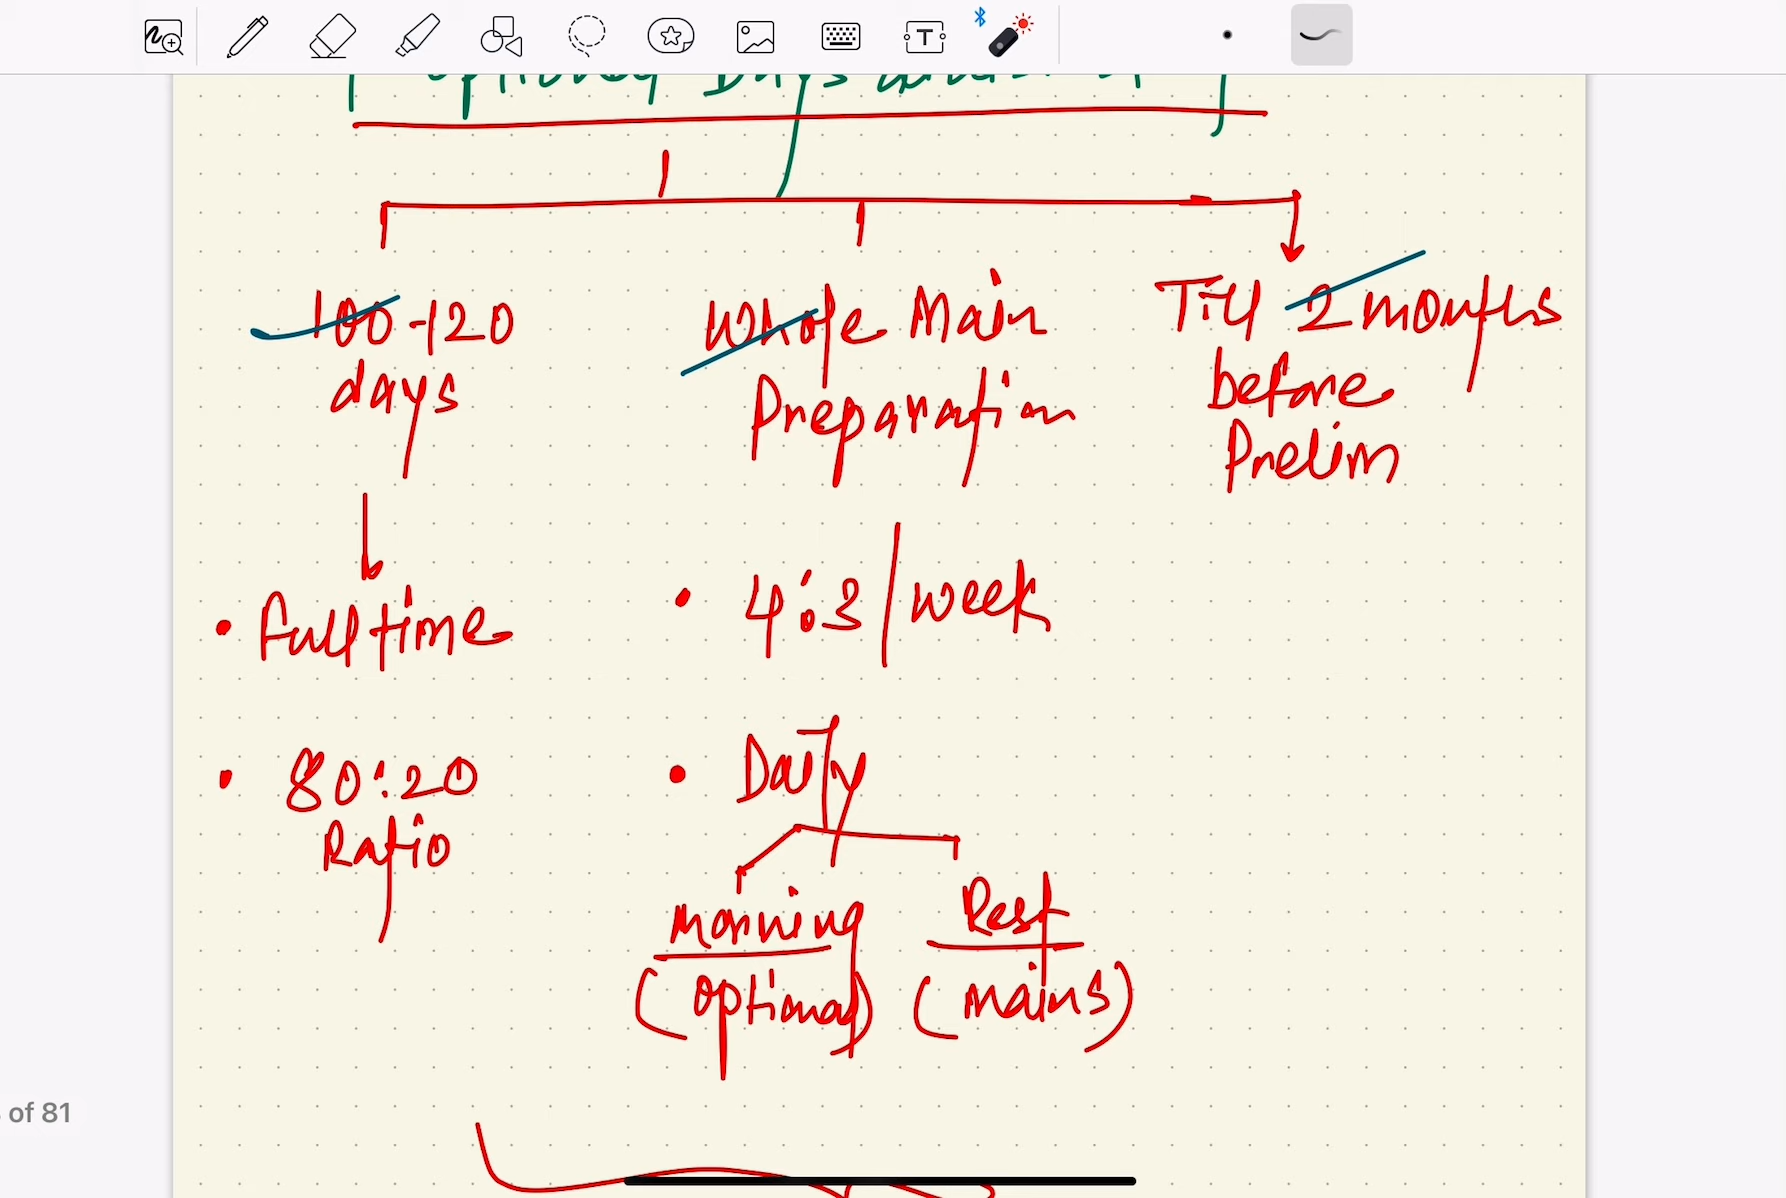 100-120
days
Whole Main
Preparation
Till 2 months
before
Prelim
• Full time
• 80:20
Ratio
• 4:3/week
• Daily
Morning
(optional)
Rest
(mains)
of 81
T